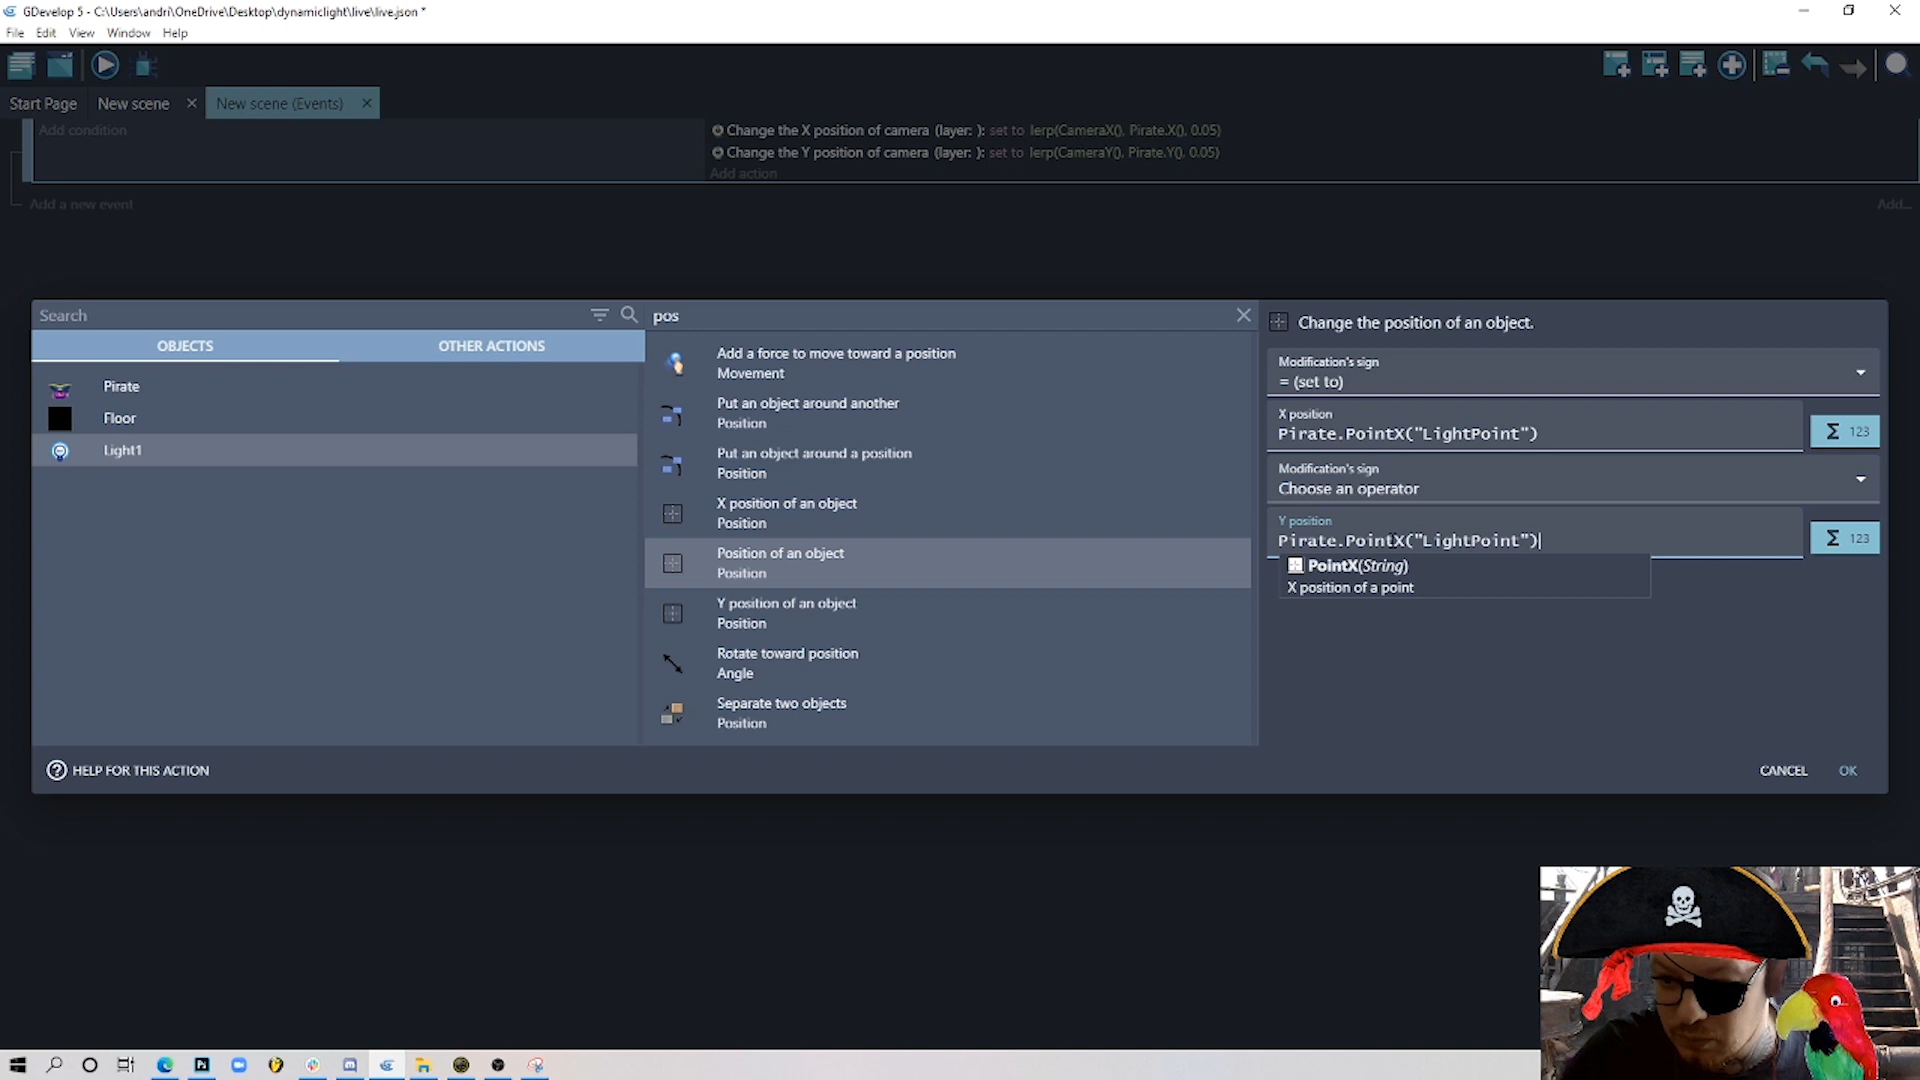 GDevelop 5 - C:\Users\andri\OneDrive\Desktop\dynamiclight\live\live.json *
File Edit View Window Help
Start Page New scene New scene (Events)
Add condition
Change the X position of camera (layer: ): set to lerp(CameraX(), Pirate.X(), 0.05)
Change the Y position of camera (layer: ): set to lerp(CameraY(), Pirate.Y(), 0.05)
Add action
Add a new event Add...
Search
OBJECTS OTHER ACTIONS
Pirate
Floor
Light1
pos
Add a force to move toward a position
Movement
Put an object around another
Position
Put an object around a position
Position
X position of an object
Position
Position of an object
Position
Y position of an object
Position
Rotate toward position
Angle
Separate two objects
Position
Change the position of an object.
Modification's sign
= (set to)
X position
Pirate.PointX("LightPoint")
Σ 123
Modification's sign
Choose an operator
Y position
Pirate.PointX("LightPoint")
Σ 123
PointX(String)
X position of a point
HELP FOR THIS ACTION
CANCEL OK